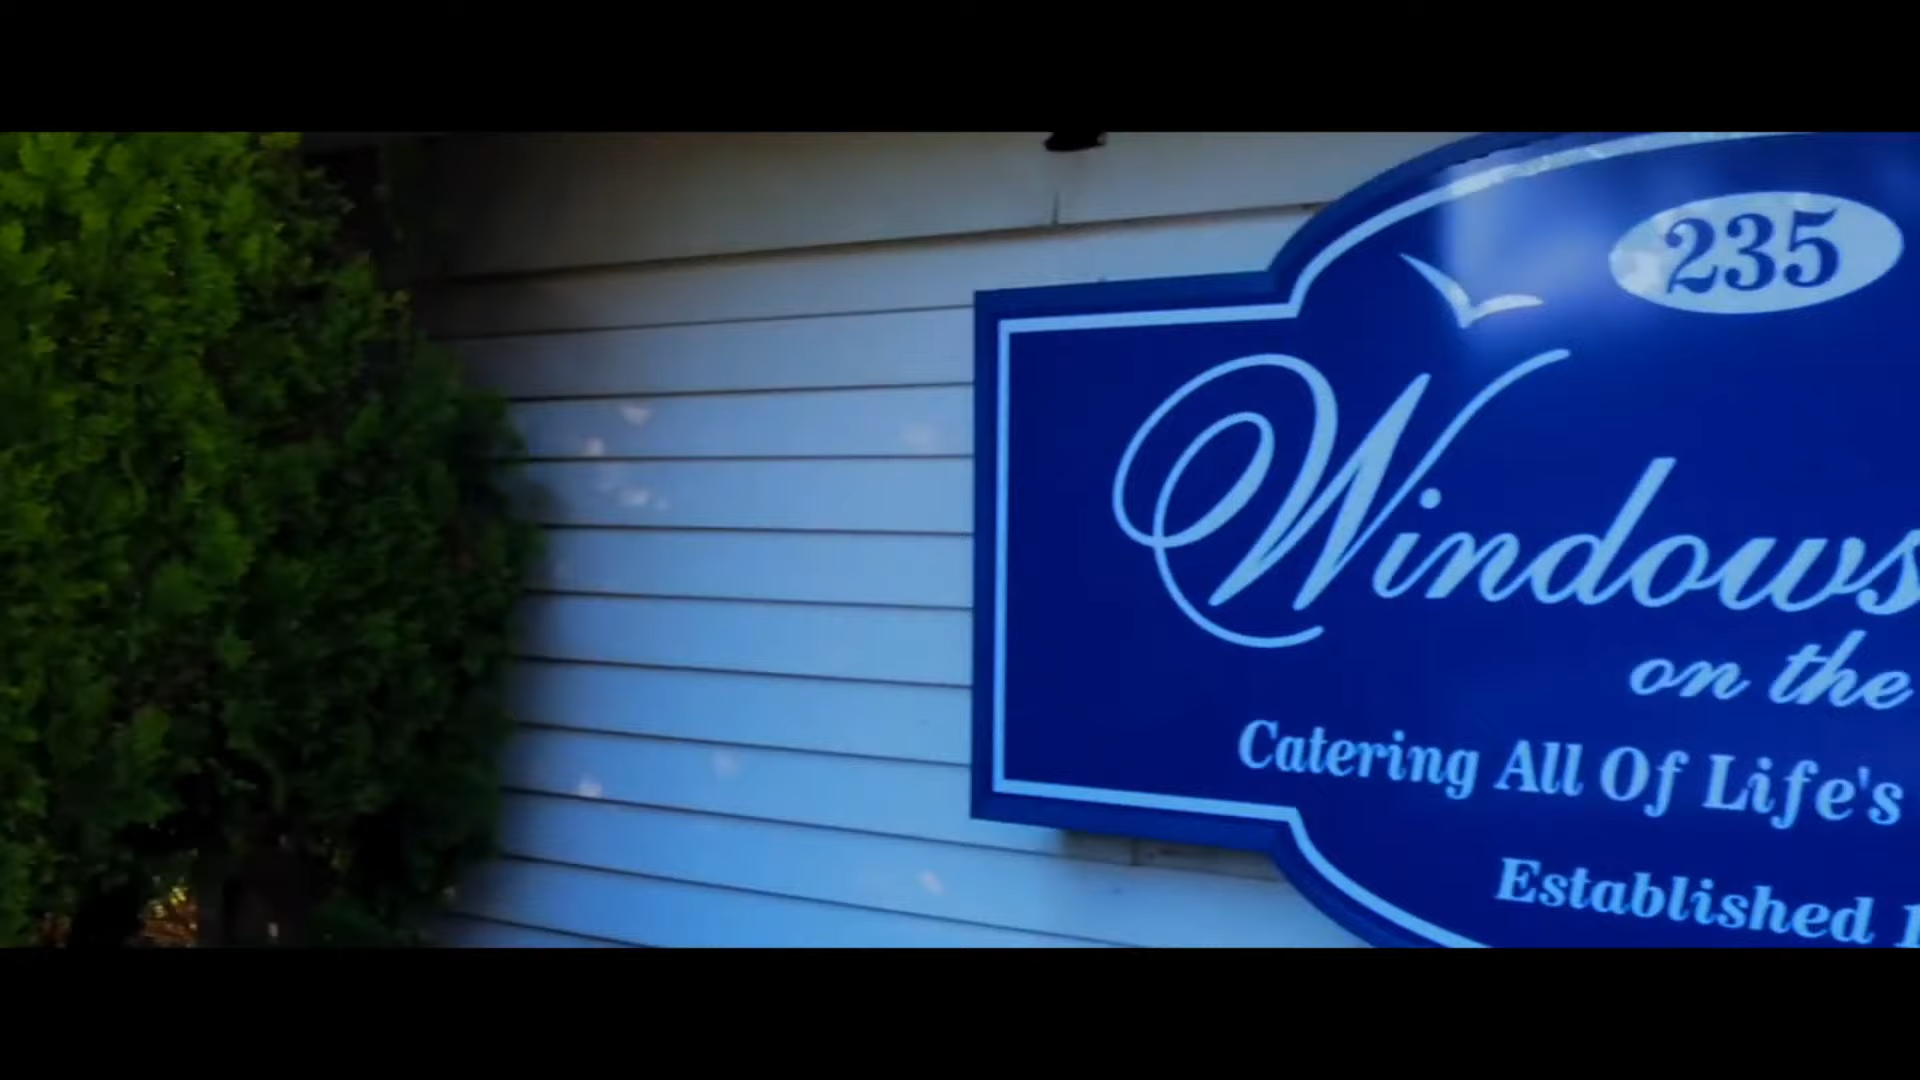 235
Windows
on the
Catering All Of Life's
Established